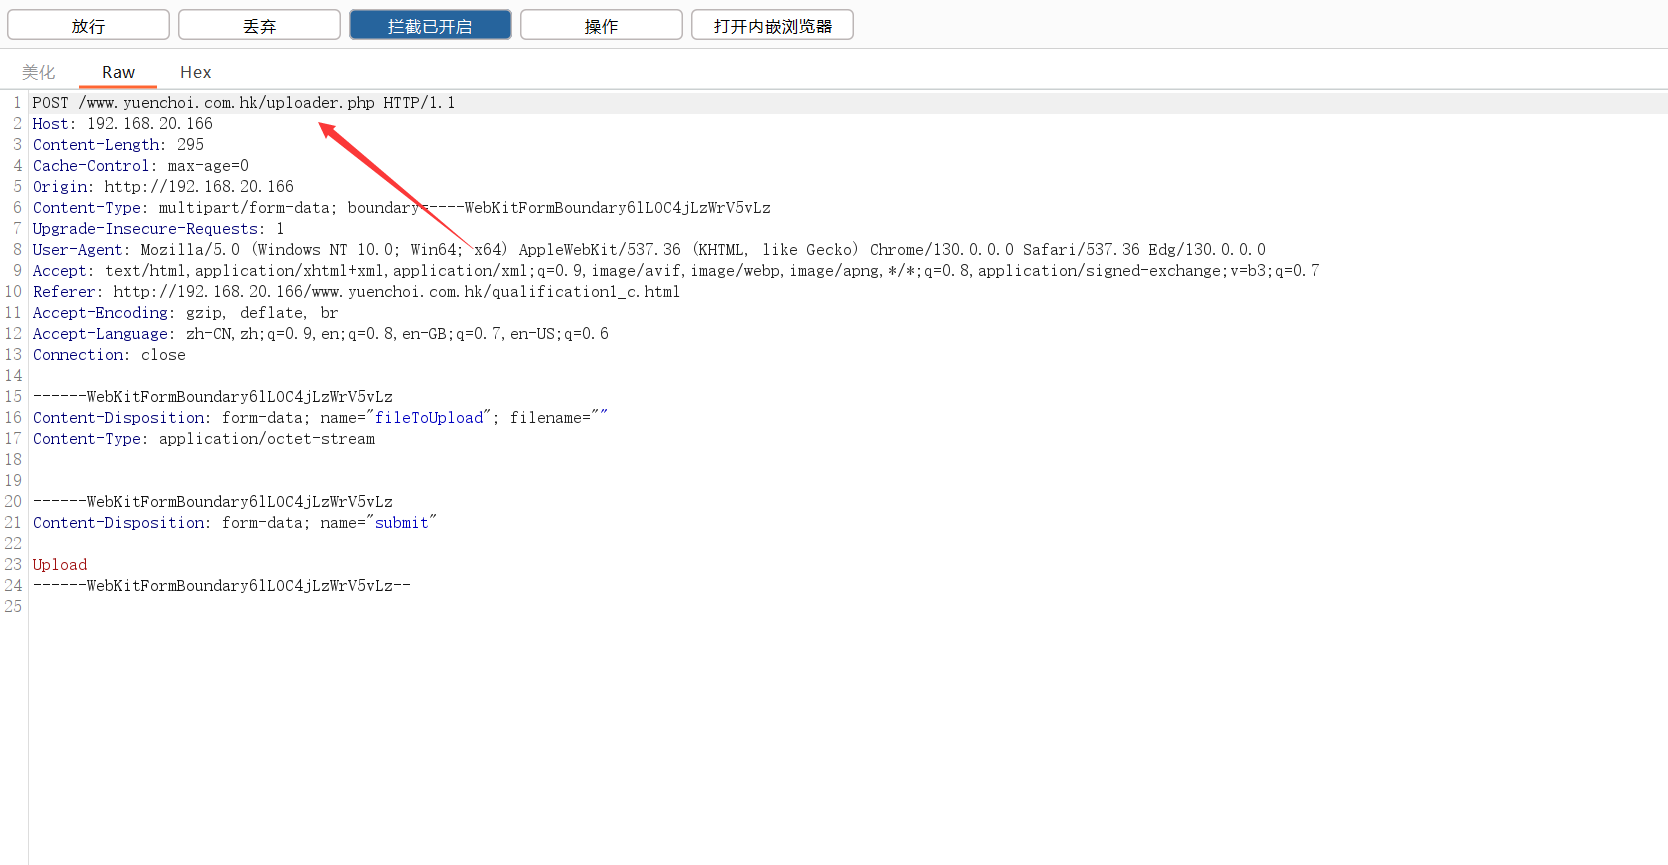 放行 丢弃 拦截已开启 操作 打开内嵌浏览器
美化 Raw Hex
1 POST /www.yuenchoi.com.hk/uploader.php HTTP/1.1
2 Host: 192.168.20.166
3 Content-Length: 295
4 Cache-Control: max-age=0
5 Origin: http://192.168.20.166
6 Content-Type: multipart/form-data; boundary=----WebKitFormBoundary6lL0C4jLzWrV5vLz
7 Upgrade-Insecure-Requests: 1
8 User-Agent: Mozilla/5.0 (Windows NT 10.0; Win64; x64) AppleWebKit/537.36 (KHTML, like Gecko) Chrome/130.0.0.0 Safari/537.36 Edg/130.0.0.0
9 Accept: text/html,application/xhtml+xml,application/xml;q=0.9,image/avif,image/webp,image/apng,*/*;q=0.8,application/signed-exchange;v=b3;q=0.7
10 Referer: http://192.168.20.166/www.yuenchoi.com.hk/qualification1_c.html
11 Accept-Encoding: gzip, deflate, br
12 Accept-Language: zh-CN,zh;q=0.9,en;q=0.8,en-GB;q=0.7,en-US;q=0.6
13 Connection: close
14
15 ------WebKitFormBoundary6lL0C4jLzWrV5vLz
16 Content-Disposition: form-data; name="fileToUpload"; filename=""
17 Content-Type: application/octet-stream
18
19
20 ------WebKitFormBoundary6lL0C4jLzWrV5vLz
21 Content-Disposition: form-data; name="submit"
22
23 Upload
24 ------WebKitFormBoundary6lL0C4jLzWrV5vLz--
25